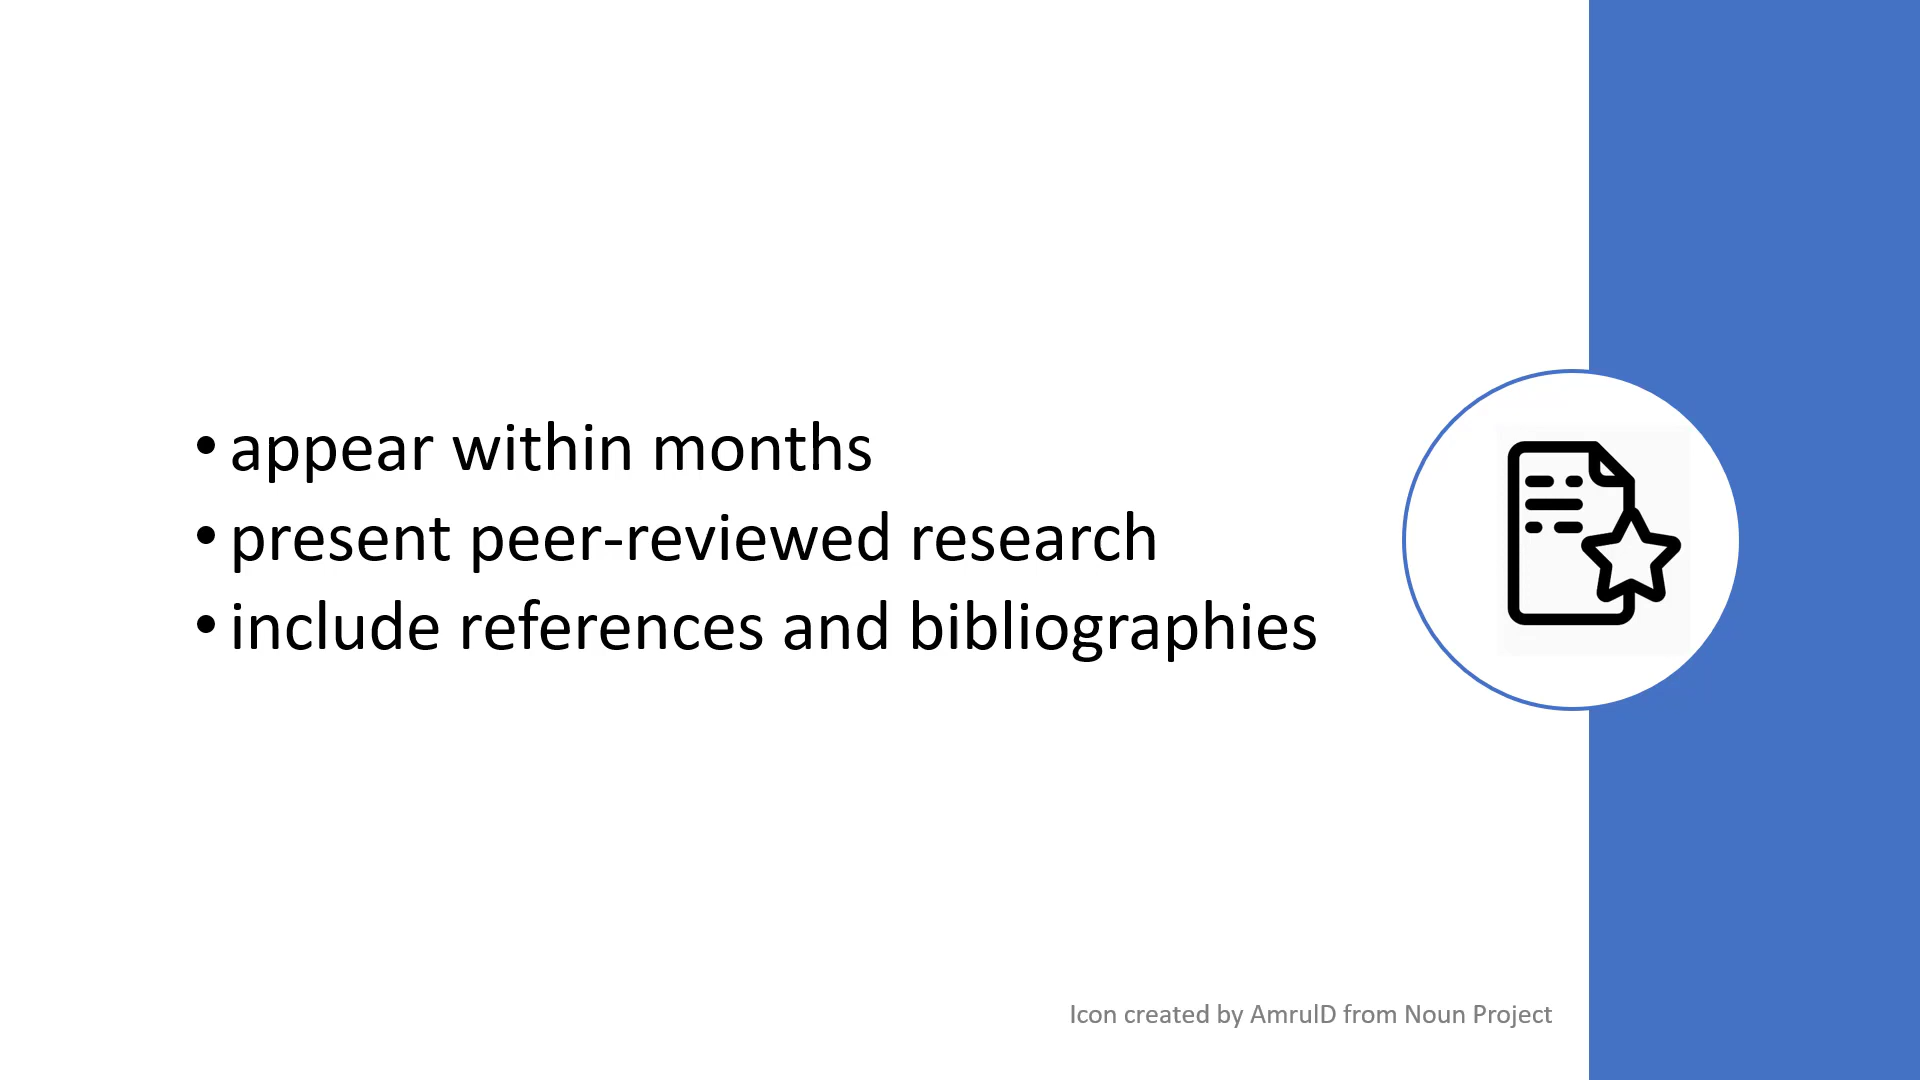 • appear within months
• present peer-reviewed research
• include references and bibliographies
Icon created by AmrulD from Noun Project